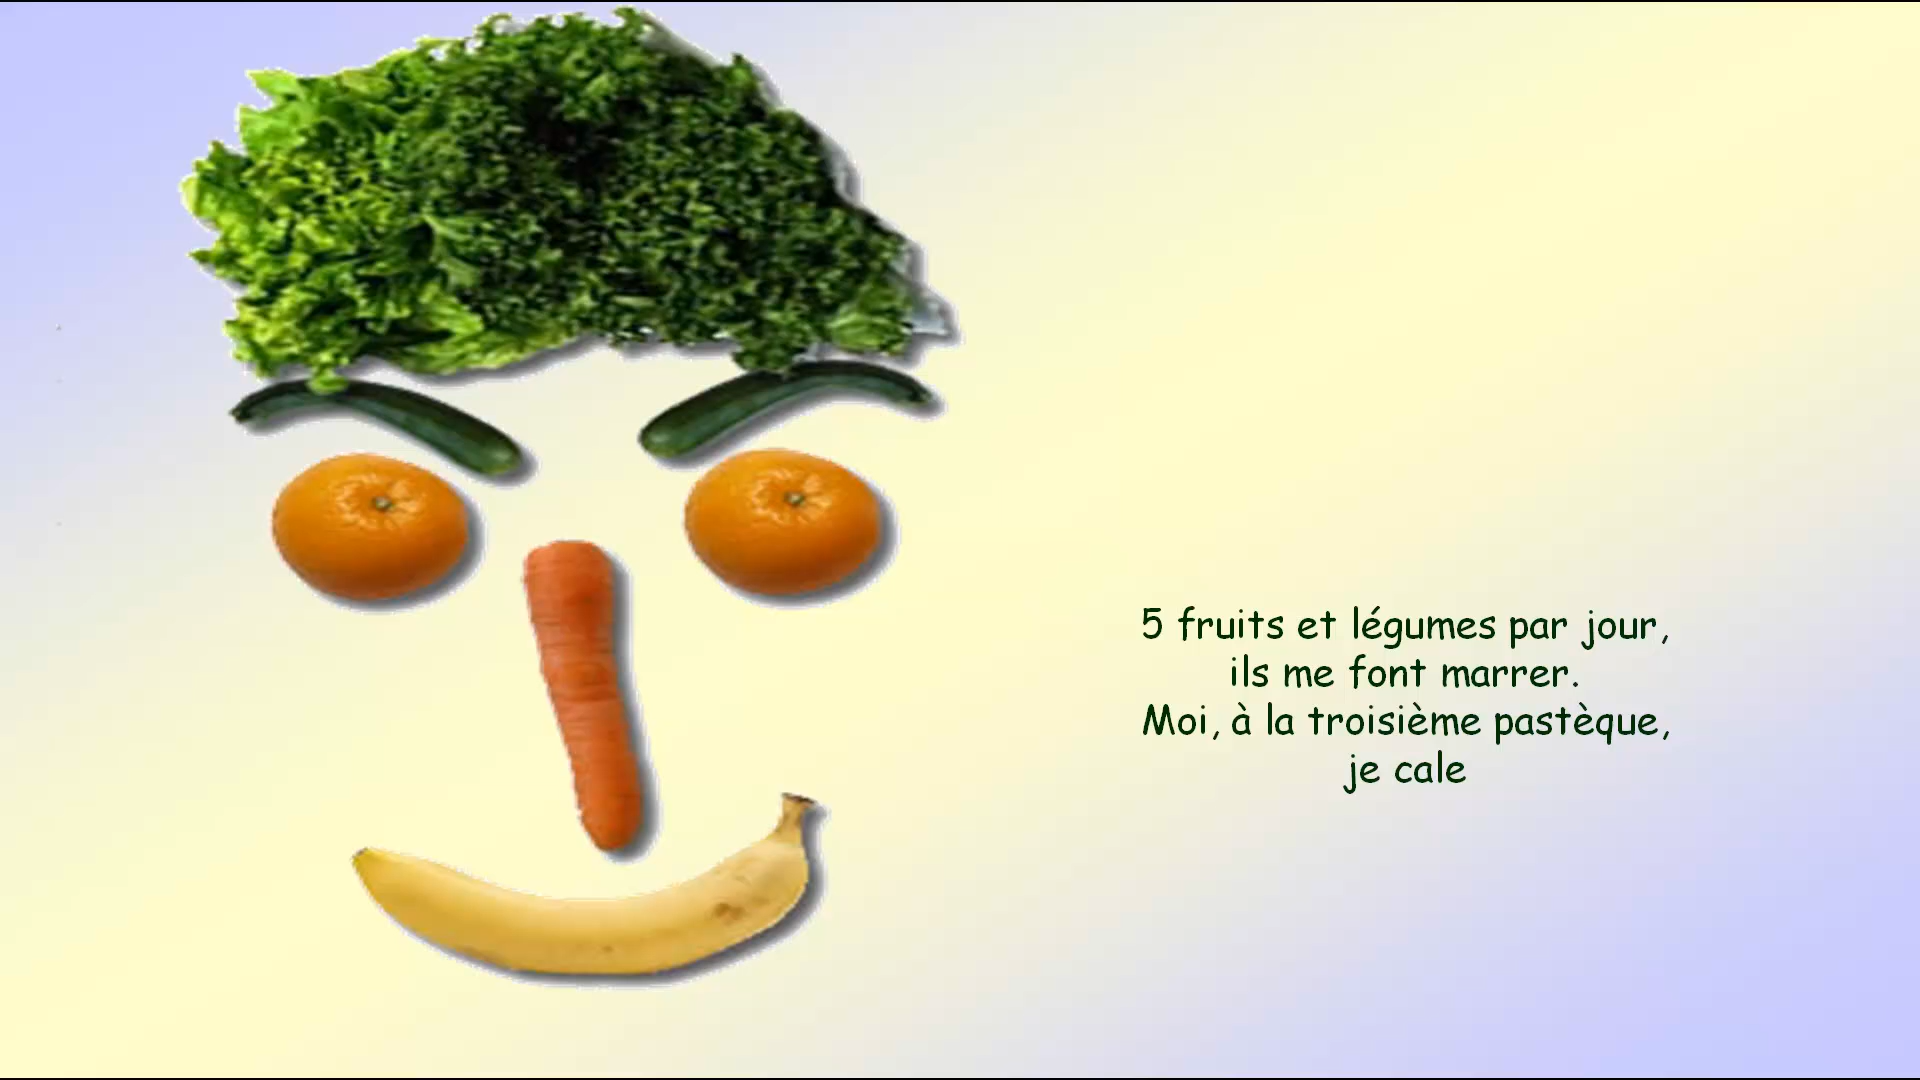 5 fruits et légumes par jour,
ils me font marrer.
Moi, à la troisième pastèque,
je cale